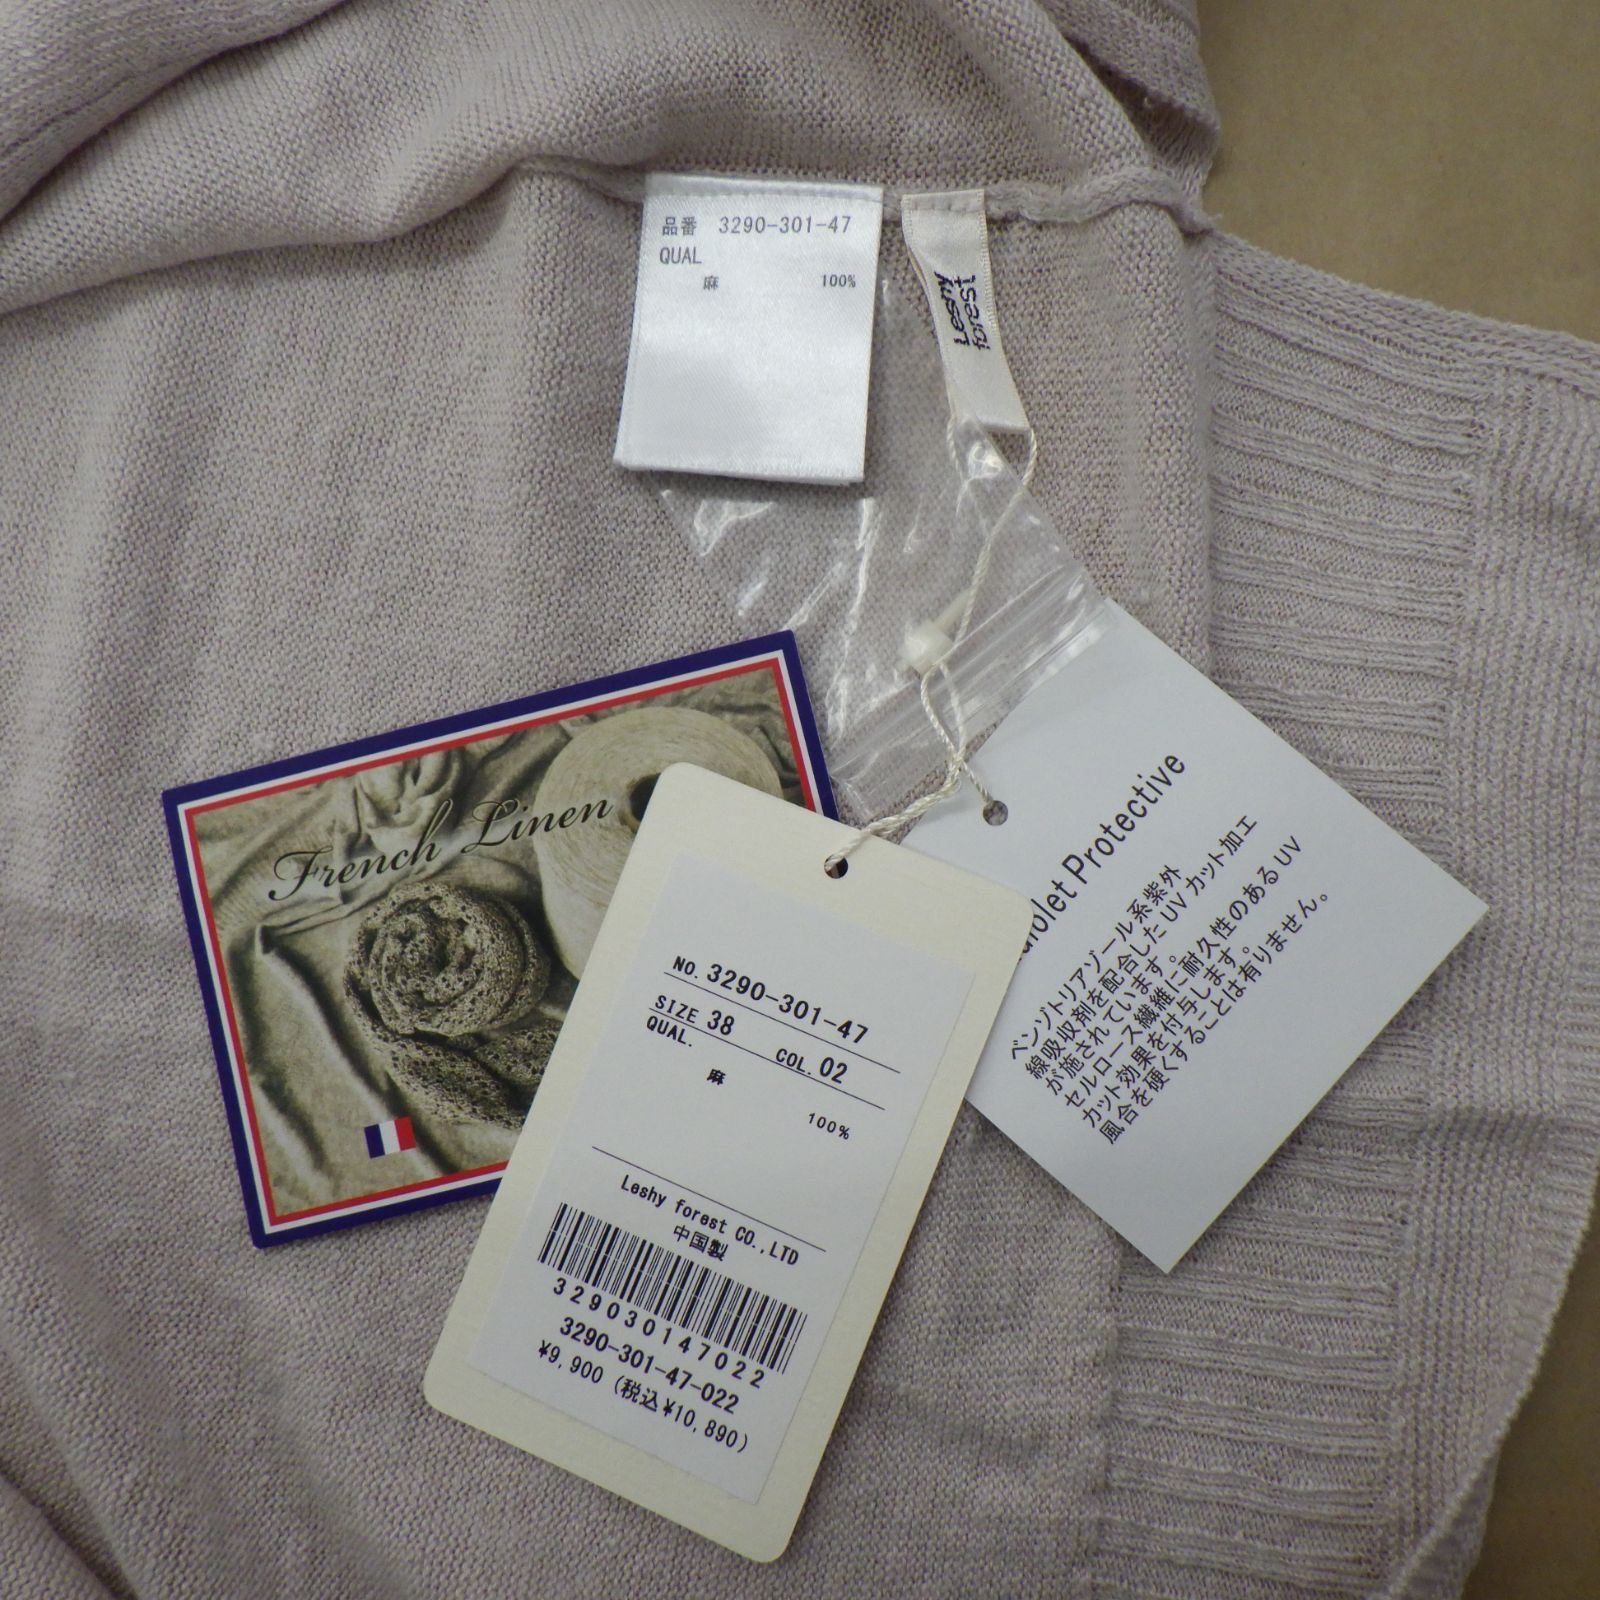 品番 3290-301-47
QUAL
麻 100%
Leshy
forest
French Linen
NO. 3290-301-47
SIZE 38 COL. 02
QUAL.
麻
100%
Leshy forest CO.,LTD
中国製
329030147022
3290-301-47-022
¥9,900 (税込¥10,890)
Protective
ベンゾトリアゾール系紫外
線吸収剤を配合したUVカット加工
が施されています。
セルロース繊維に耐久性のあるUV
カット効果を付与します。
風合を硬くすることは有りません。